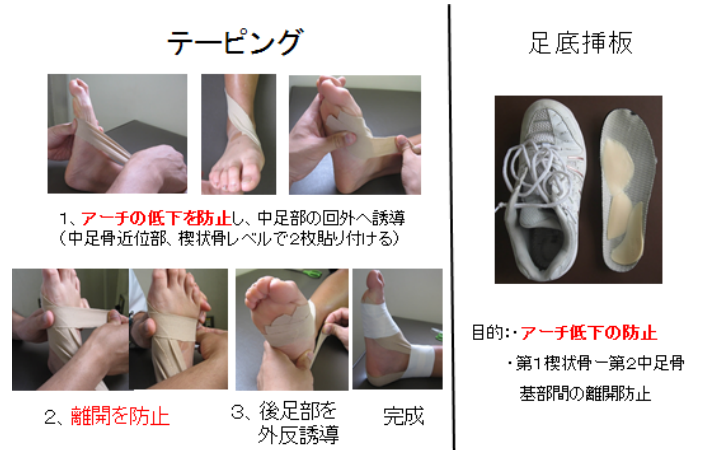 テーピング
1、アーチの低下を防止し、中足部の回外へ誘導
(中足骨近位部、楔状骨レベルで2枚貼り付ける)
2、離開を防止
3、後足部を
外反誘導
完成
足底挿板
目的:・アーチ低下の防止
・第1楔状骨ー第2中足骨
基部間の離開防止